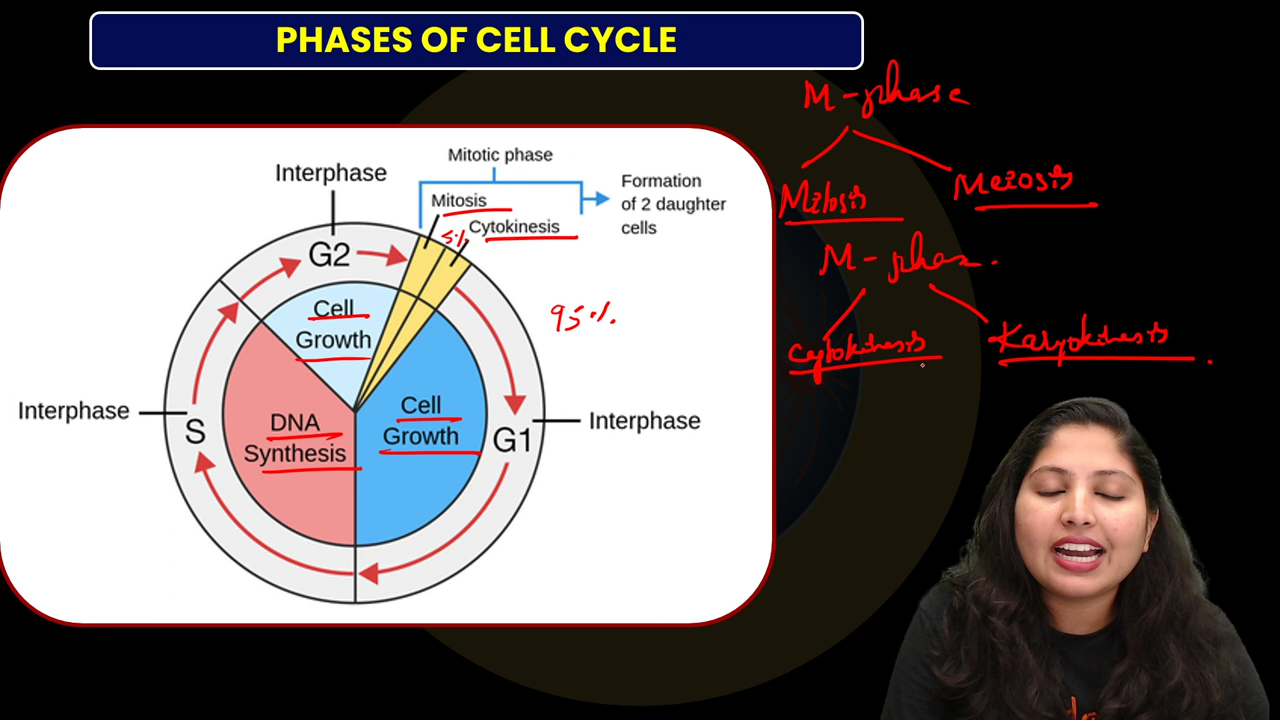 PHASES OF CELL CYCLE
M-phase
Mitosis
Meiosis
M-phase.
Cytokinesis
Karyokinesis
Mitotic phase
Interphase
Mitosis
Cytokinesis
Formation
of 2 daughter
cells
5%
G2
95%
Cell
Growth
Interphase
S
DNA
Synthesis
Cell
Growth
G1
Interphase